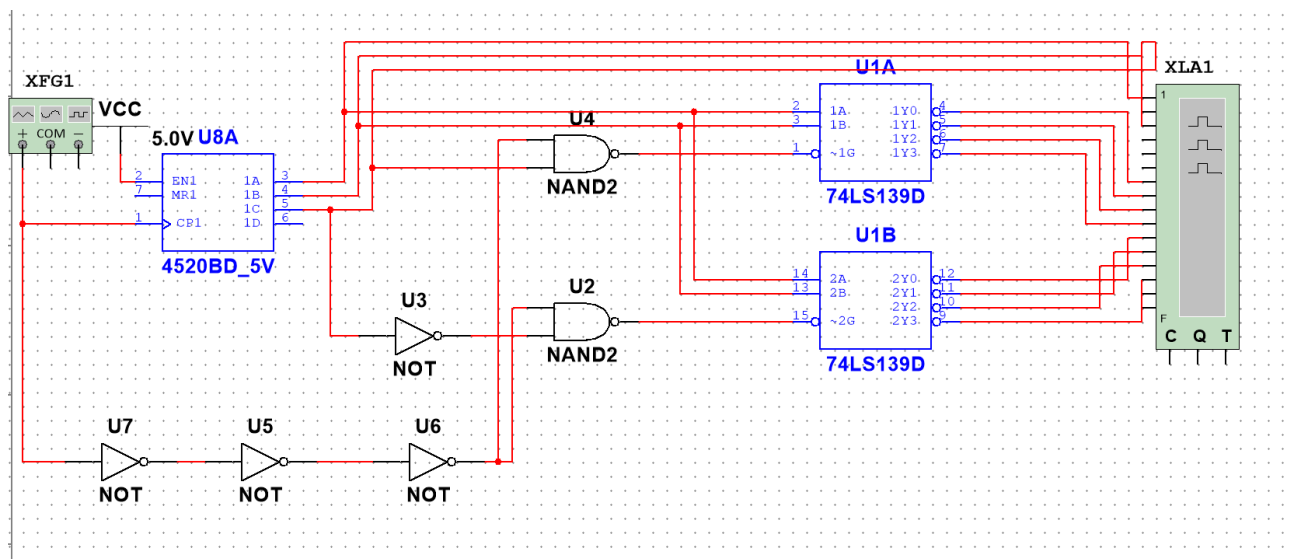 XFG1
+ COM −
VCC
5.0V
U8A
2 EN1 1A 3
7 MR1 1B 4
1C 5
1 CP1 1D 6
4520BD_5V
U4
NAND2
U1A
2 1A 1Y0 4
3 1B 1Y1 5
1Y2 6
1 ~1G 1Y3 7
74LS139D
U1B
14 2A 2Y0 12
13 2B 2Y1 11
2Y2 10
15 ~2G 2Y3 9
74LS139D
U3
NOT
U2
NAND2
U7
NOT
U5
NOT
U6
NOT
XLA1
1
F
C Q T